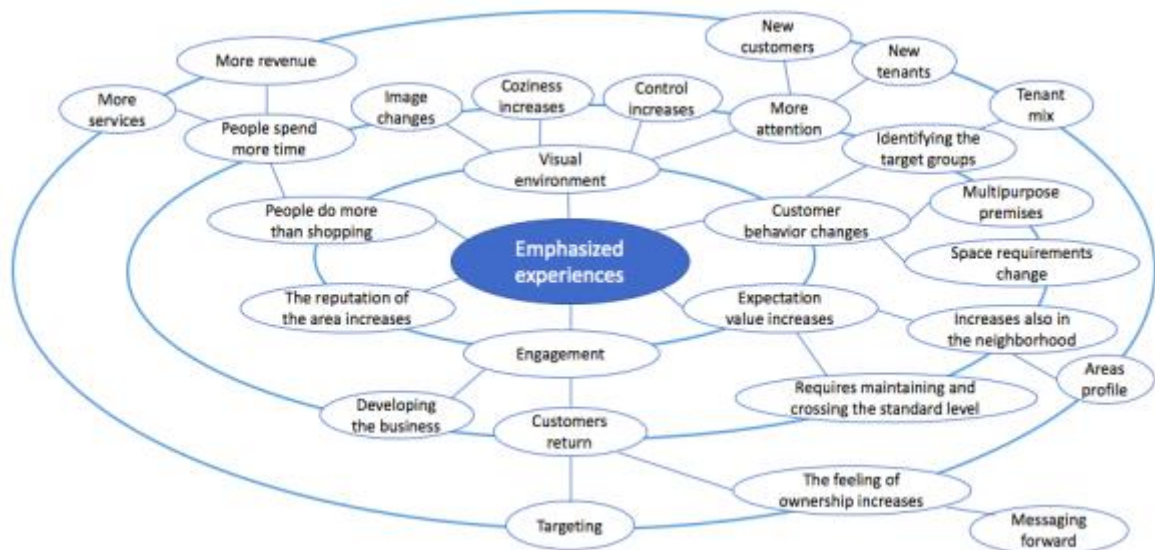 New
customers
More revenue
New
tenants
More
services
Image
changes
Coziness
increases
Control
increases
More
attention
Tenant
mix
People spend
more time
Identifying the
target groups
Visual
environment
Multipurpose
premises
People do more
than shopping
Customer
behavior changes
Emphasized
experiences
Space requirements
change
The reputation of
the area increases
Expectation
value increases
Increases also in
the neighborhood
Engagement
Areas
profile
Requires maintaining and
crossing the standard level
Developing
the business
Customers
return
The feeling of
ownership increases
Targeting
Messaging
forward